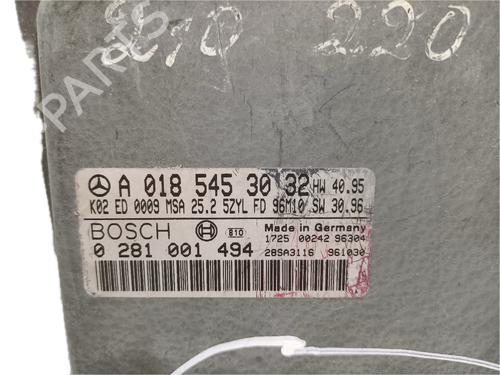 210 220
A 018 545 30 32 HW 40.95
K02 ED 0009 MSA 25.2 5ZYL FD 96M10 SW 30.96
BOSCH 810 Made in Germany
1725 00242 96304
0 281 001 494 28SA3116 961030